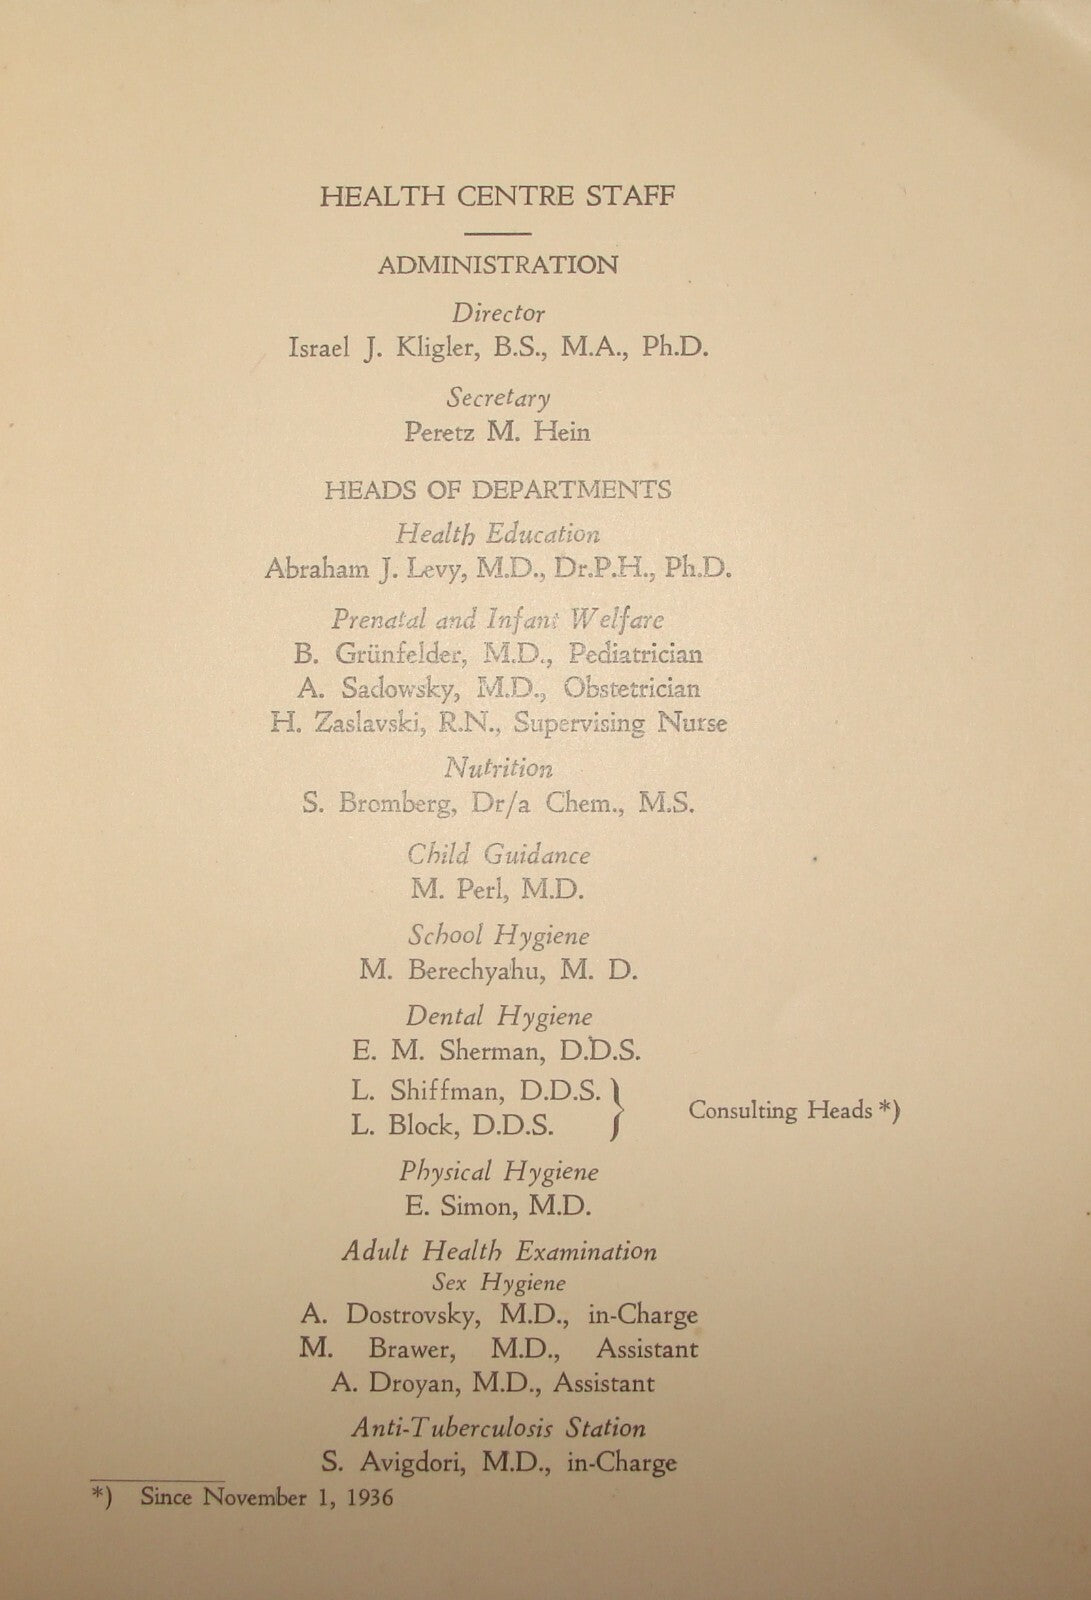 HEALTH CENTRE STAFF
ADMINISTRATION
Director
Israel J. Kligler, B.S., M.A., Ph.D.
Secretary
Peretz M. Hein
HEADS OF DEPARTMENTS
Health Education
Abraham J. Levy, M.D., Dr.P.H., Ph.D.
Prenatal and Infant Welfare
B. Grünfelder, M.D., Pediatrician
A. Sadowsky, M.D., Obstetrician
H. Zaslavski, R.N., Supervising Nurse
Nutrition
S. Bromberg, Dr/a Chem., M.S.
Child Guidance
M. Perl, M.D.
School Hygiene
M. Berechyahu, M. D.
Dental Hygiene
E. M. Sherman, D.D.S.
L. Shiffman, D.D.S. }
L. Block, D.D.S.
Consulting Heads *)
Physical Hygiene
E. Simon, M.D.
Adult Health Examination
Sex Hygiene
A. Dostrovsky, M.D., in-Charge
M. Brawer, M.D., Assistant
A. Droyan, M.D., Assistant
Anti-Tuberculosis Station
S. Avigdori, M.D., in-Charge
*) Since November 1, 1936